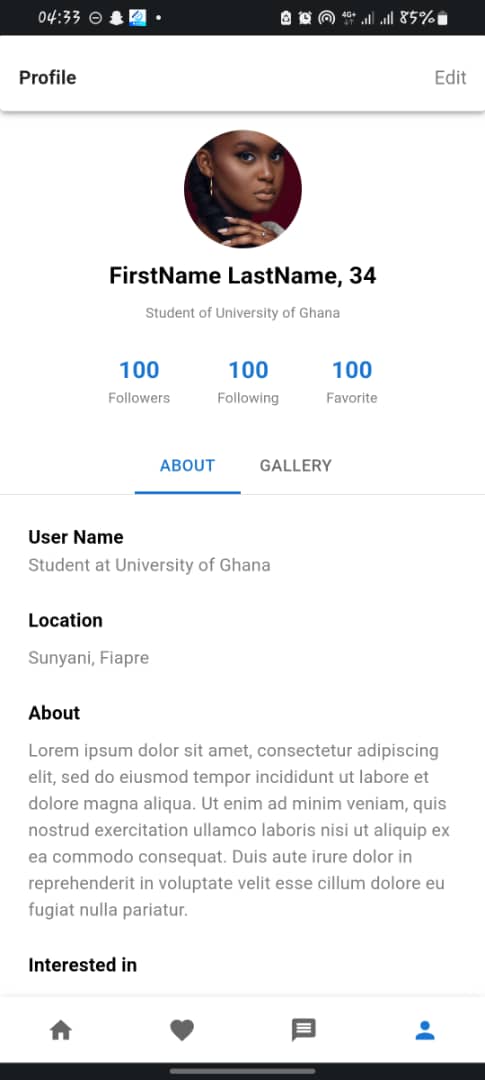 04:33
4G+
85%
Profile
Edit
FirstName LastName, 34
Student of University of Ghana
100 100 100
Followers Following Favorite
ABOUT GALLERY
User Name
Student at University of Ghana
Location
Sunyani, Fiapre
About
Lorem ipsum dolor sit amet, consectetur adipiscing
elit, sed do eiusmod tempor incididunt ut labore et
dolore magna aliqua. Ut enim ad minim veniam, quis
nostrud exercitation ullamco laboris nisi ut aliquip ex
ea commodo consequat. Duis aute irure dolor in
reprehenderit in voluptate velit esse cillum dolore eu
fugiat nulla pariatur.
Interested in